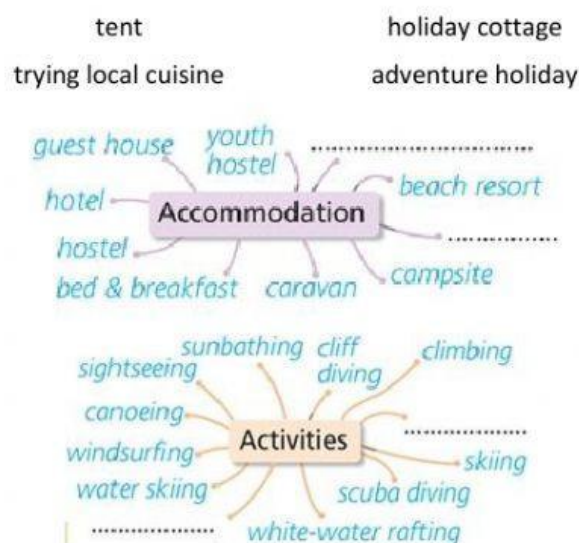 tent holiday cottage
trying local cuisine adventure holiday
guest house
youth
hostel
....................................
beach resort
hotel
Accommodation
..................
hostel
bed & breakfast
caravan
campsite
sunbathing
cliff
diving
climbing
sightseeing
canoeing
....................
Activities
windsurfing
skiing
water skiing
scuba diving
................
white-water rafting